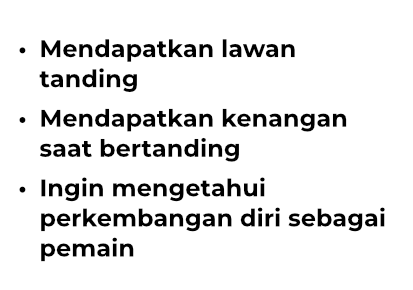 • Mendapatkan lawan
tanding
• Mendapatkan kenangan
saat bertanding
• Ingin mengetahui
perkembangan diri sebagai
pemain